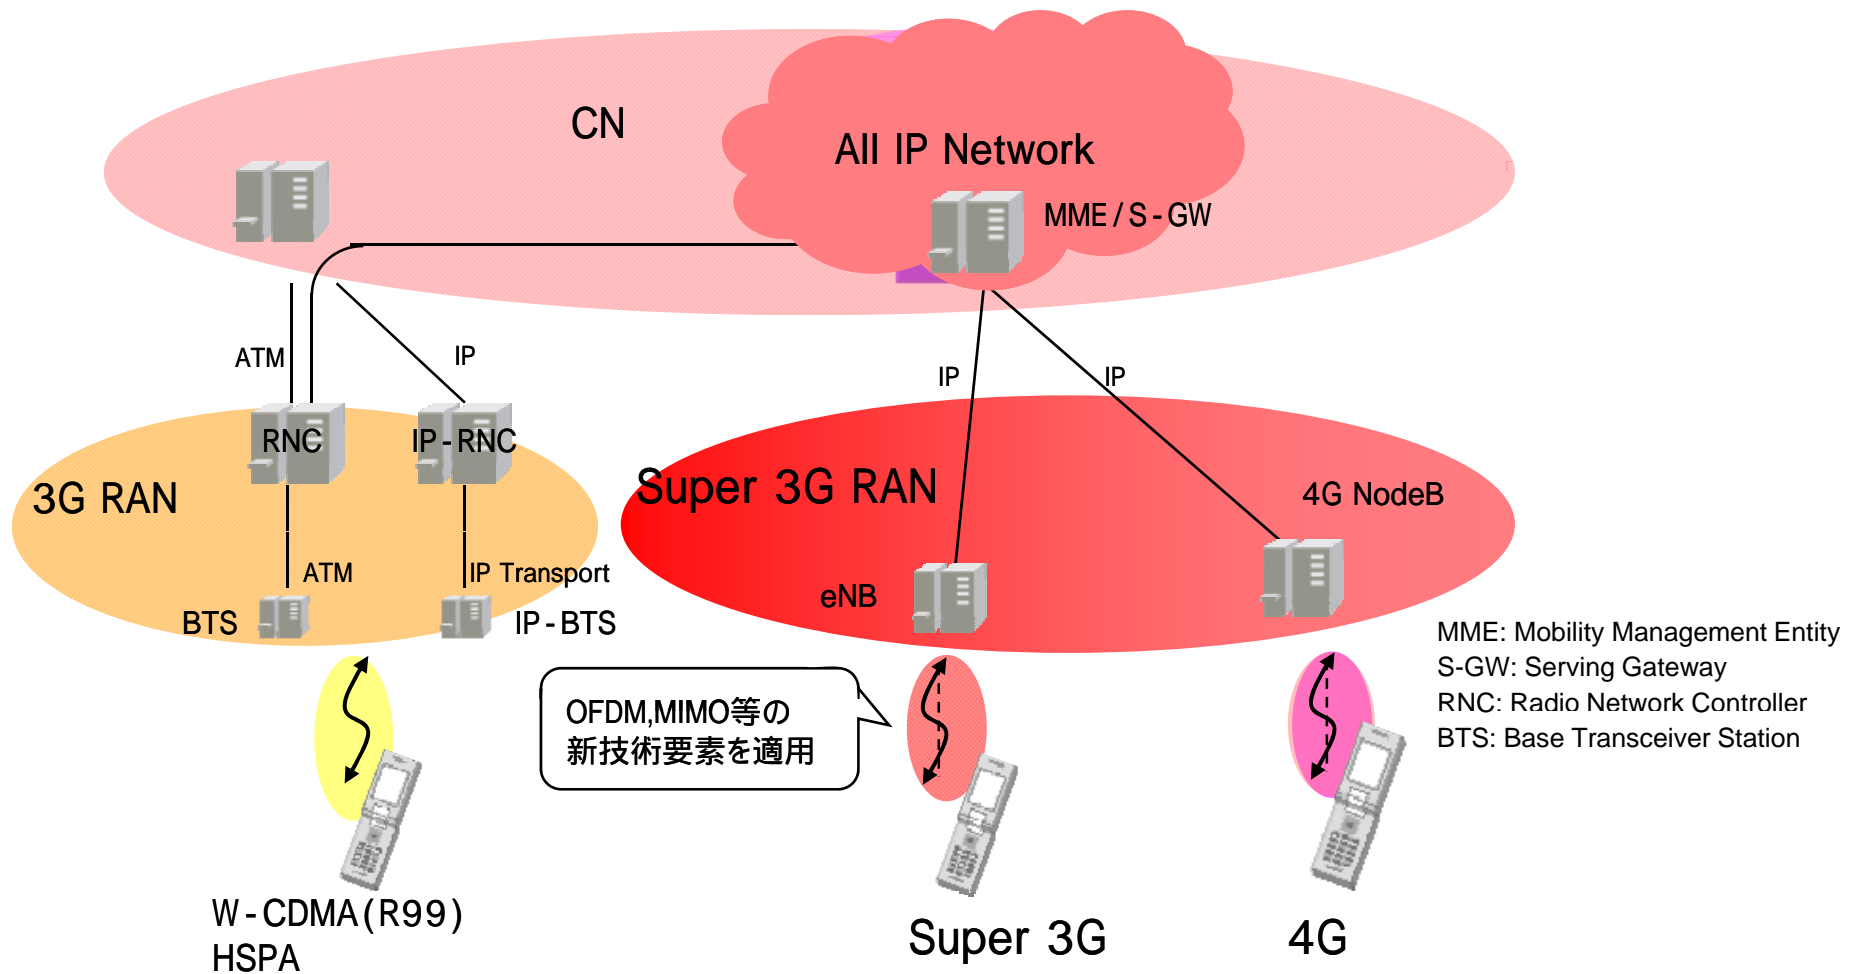 CN
All IP Network
MME/S-GW
ATM
IP
IP
IP
RNC
IP-RNC
3G RAN
Super 3G RAN
4G NodeB
ATM
IP Transport
BTS
IP-BTS
eNB
OFDM,MIMO等の
新技術要素を適用
MME: Mobility Management Entity
S-GW: Serving Gateway
RNC: Radio Network Controller
BTS: Base Transceiver Station
W-CDMA(R99)
HSPA
Super 3G
4G